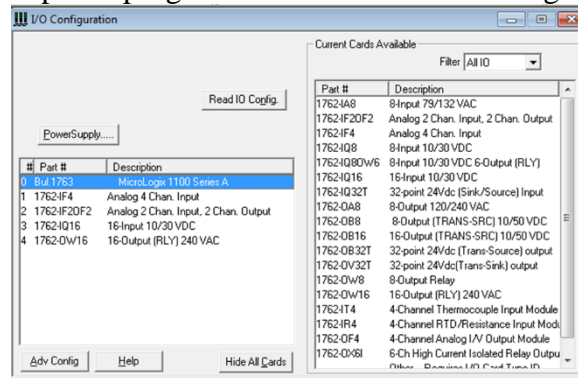 I/O Configuration
Current Cards Available
Filter All IO
Read IO Config.
PowerSupply.....
# Part # Description
0 Bul.1763 MicroLogix 1100 Series A
1 1762-IF4 Analog 4 Chan. Input
2 1762-IF2OF2 Analog 2 Chan. Input, 2 Chan. Output
3 1762-IQ16 16-Input 10/30 VDC
4 1762-OW16 16-Output (RLY) 240 VAC
Adv Config
Help
Hide All Cards
Part # Description
1762-IA8 8-Input 79/132 VAC
1762-IF2OF2 Analog 2 Chan. Input, 2 Chan. Output
1762-IF4 Analog 4 Chan. Input
1762-IQ8 8-Input 10/30 VDC
1762-IQ8OW6 8-Input 10/30 VDC 6-Output (RLY)
1762-IQ16 16-Input 10/30 VDC
1762-IQ32T 32-point 24Vdc (Sink/Source) Input
1762-OA8 8-Output 120/240 VAC
1762-OB8 8-Output (TRANS-SRC) 10/50 VDC
1762-OB16 16-Output (TRANS-SRC) 10/50 VDC
1762-OB32T 32-point 24Vdc (Trans-Source) output
1762-OV32T 32-point 24Vdc(Trans-Sink) output
1762-OW8 8-Output Relay
1762-OW16 16-Output (RLY) 240 VAC
1762-IT4 4-Channel Thermocouple Input Module
1762-IR4 4-Channel RTD/Resistance Input Modu
1762-OF4 4-Channel Analog I/V Output Module
1762-OX6I 6-Ch High Current Isolated Relay Outpu
Other Requires I/O Card Type ID